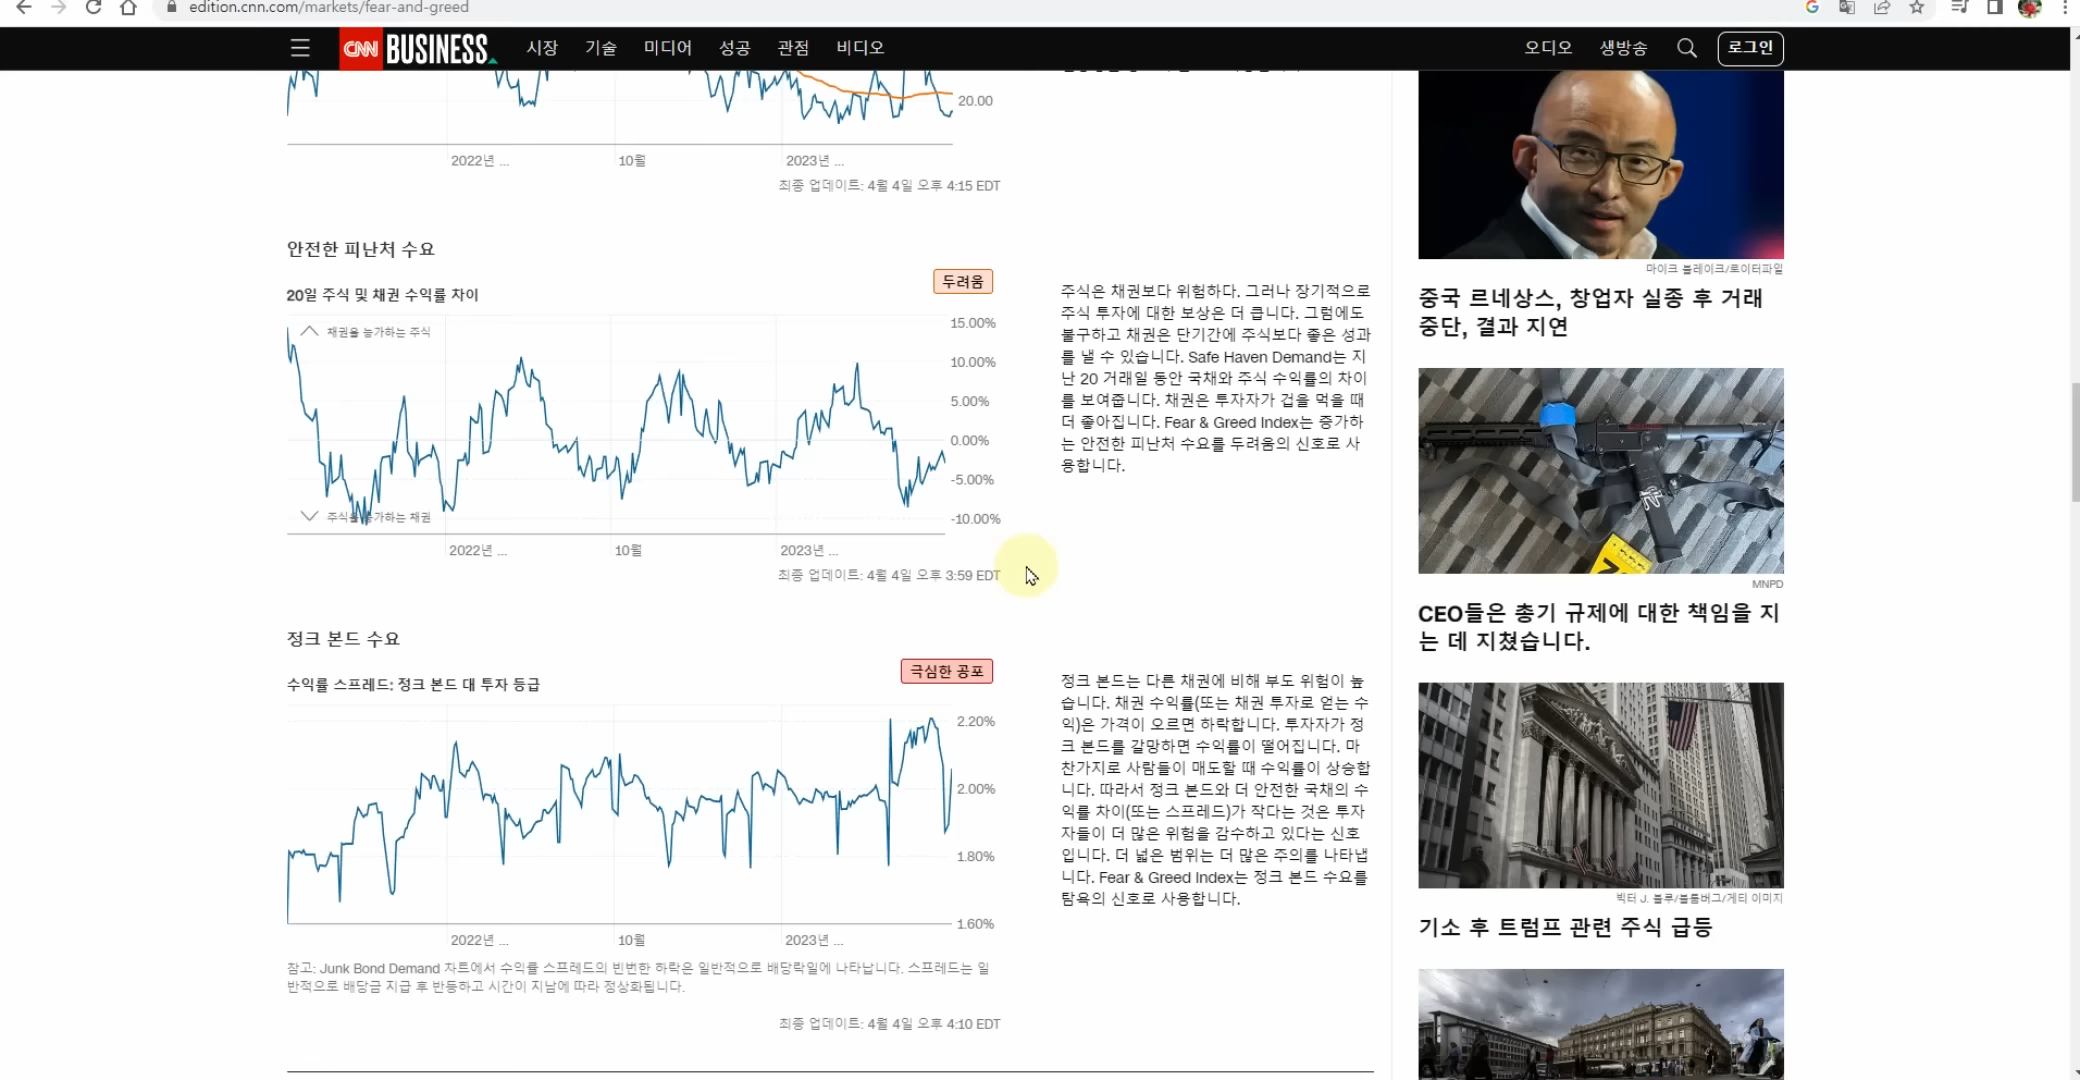 edition.cnn.com/markets/fear-and-greed
CNN BUSINESS
시장 기술 미디어 성공 관점 비디오
오디오 생방송 로그인
20.00
2022년 ... 10월 2023년 ...
최종 업데이트: 4월 4일 오후 4:15 EDT
안전한 피난처 수요
두려움
20일 주식 및 채권 수익률 차이
채권을 능가하는 주식
15.00%
10.00%
5.00%
0.00%
-5.00%
-10.00%
주식을 능가하는 채권
2022년 ... 10월 2023년 ...
최종 업데이트: 4월 4일 오후 3:59 EDT
주식은 채권보다 위험하다. 그러나 장기적으로
주식 투자에 대한 보상은 더 큽니다. 그럼에도
불구하고 채권은 단기간에 주식보다 좋은 성과
를 낼 수 있습니다. Safe Haven Demand는 지
난 20 거래일 동안 국채와 주식 수익률의 차이
를 보여줍니다. 채권은 투자자가 겁을 먹을 때
더 좋아집니다. Fear & Greed Index는 증가하
는 안전한 피난처 수요를 두려움의 신호로 사
용합니다.
정크 본드 수요
극심한 공포
수익률 스프레드: 정크 본드 대 투자 등급
2.20%
2.00%
1.80%
1.60%
2022년 ... 10월 2023년 ...
참고: Junk Bond Demand 차트에서 수익률 스프레드의 빈번한 하락은 일반적으로 배당락일에 나타납니다. 스프레드는 일
반적으로 배당금 지급 후 반등하고 시간이 지남에 따라 정상화됩니다.
최종 업데이트: 4월 4일 오후 4:10 EDT
정크 본드는 다른 채권에 비해 부도 위험이 높
습니다. 채권 수익률(또는 채권 투자로 얻는 수
익)은 가격이 오르면 하락합니다. 투자자가 정
크 본드를 갈망하면 수익률이 떨어집니다. 마
찬가지로 사람들이 매도할 때 수익률이 상승합
니다. 따라서 정크 본드와 더 안전한 국채의 수
익률 차이(또는 스프레드)가 작다는 것은 투자
자들이 더 많은 위험을 감수하고 있다는 신호
입니다. 더 넓은 범위는 더 많은 주의를 나타냅
니다. Fear & Greed Index는 정크 본드 수요를
탐욕의 신호로 사용합니다.
마이크 블레이크/로이터파일
중국 르네상스, 창업자 실종 후 거래
중단, 결과 지연
MNPD
CEO들은 총기 규제에 대한 책임을 지
는 데 지쳤습니다.
빅터 J. 블루/블룸버그/게티 이미지
기소 후 트럼프 관련 주식 급등